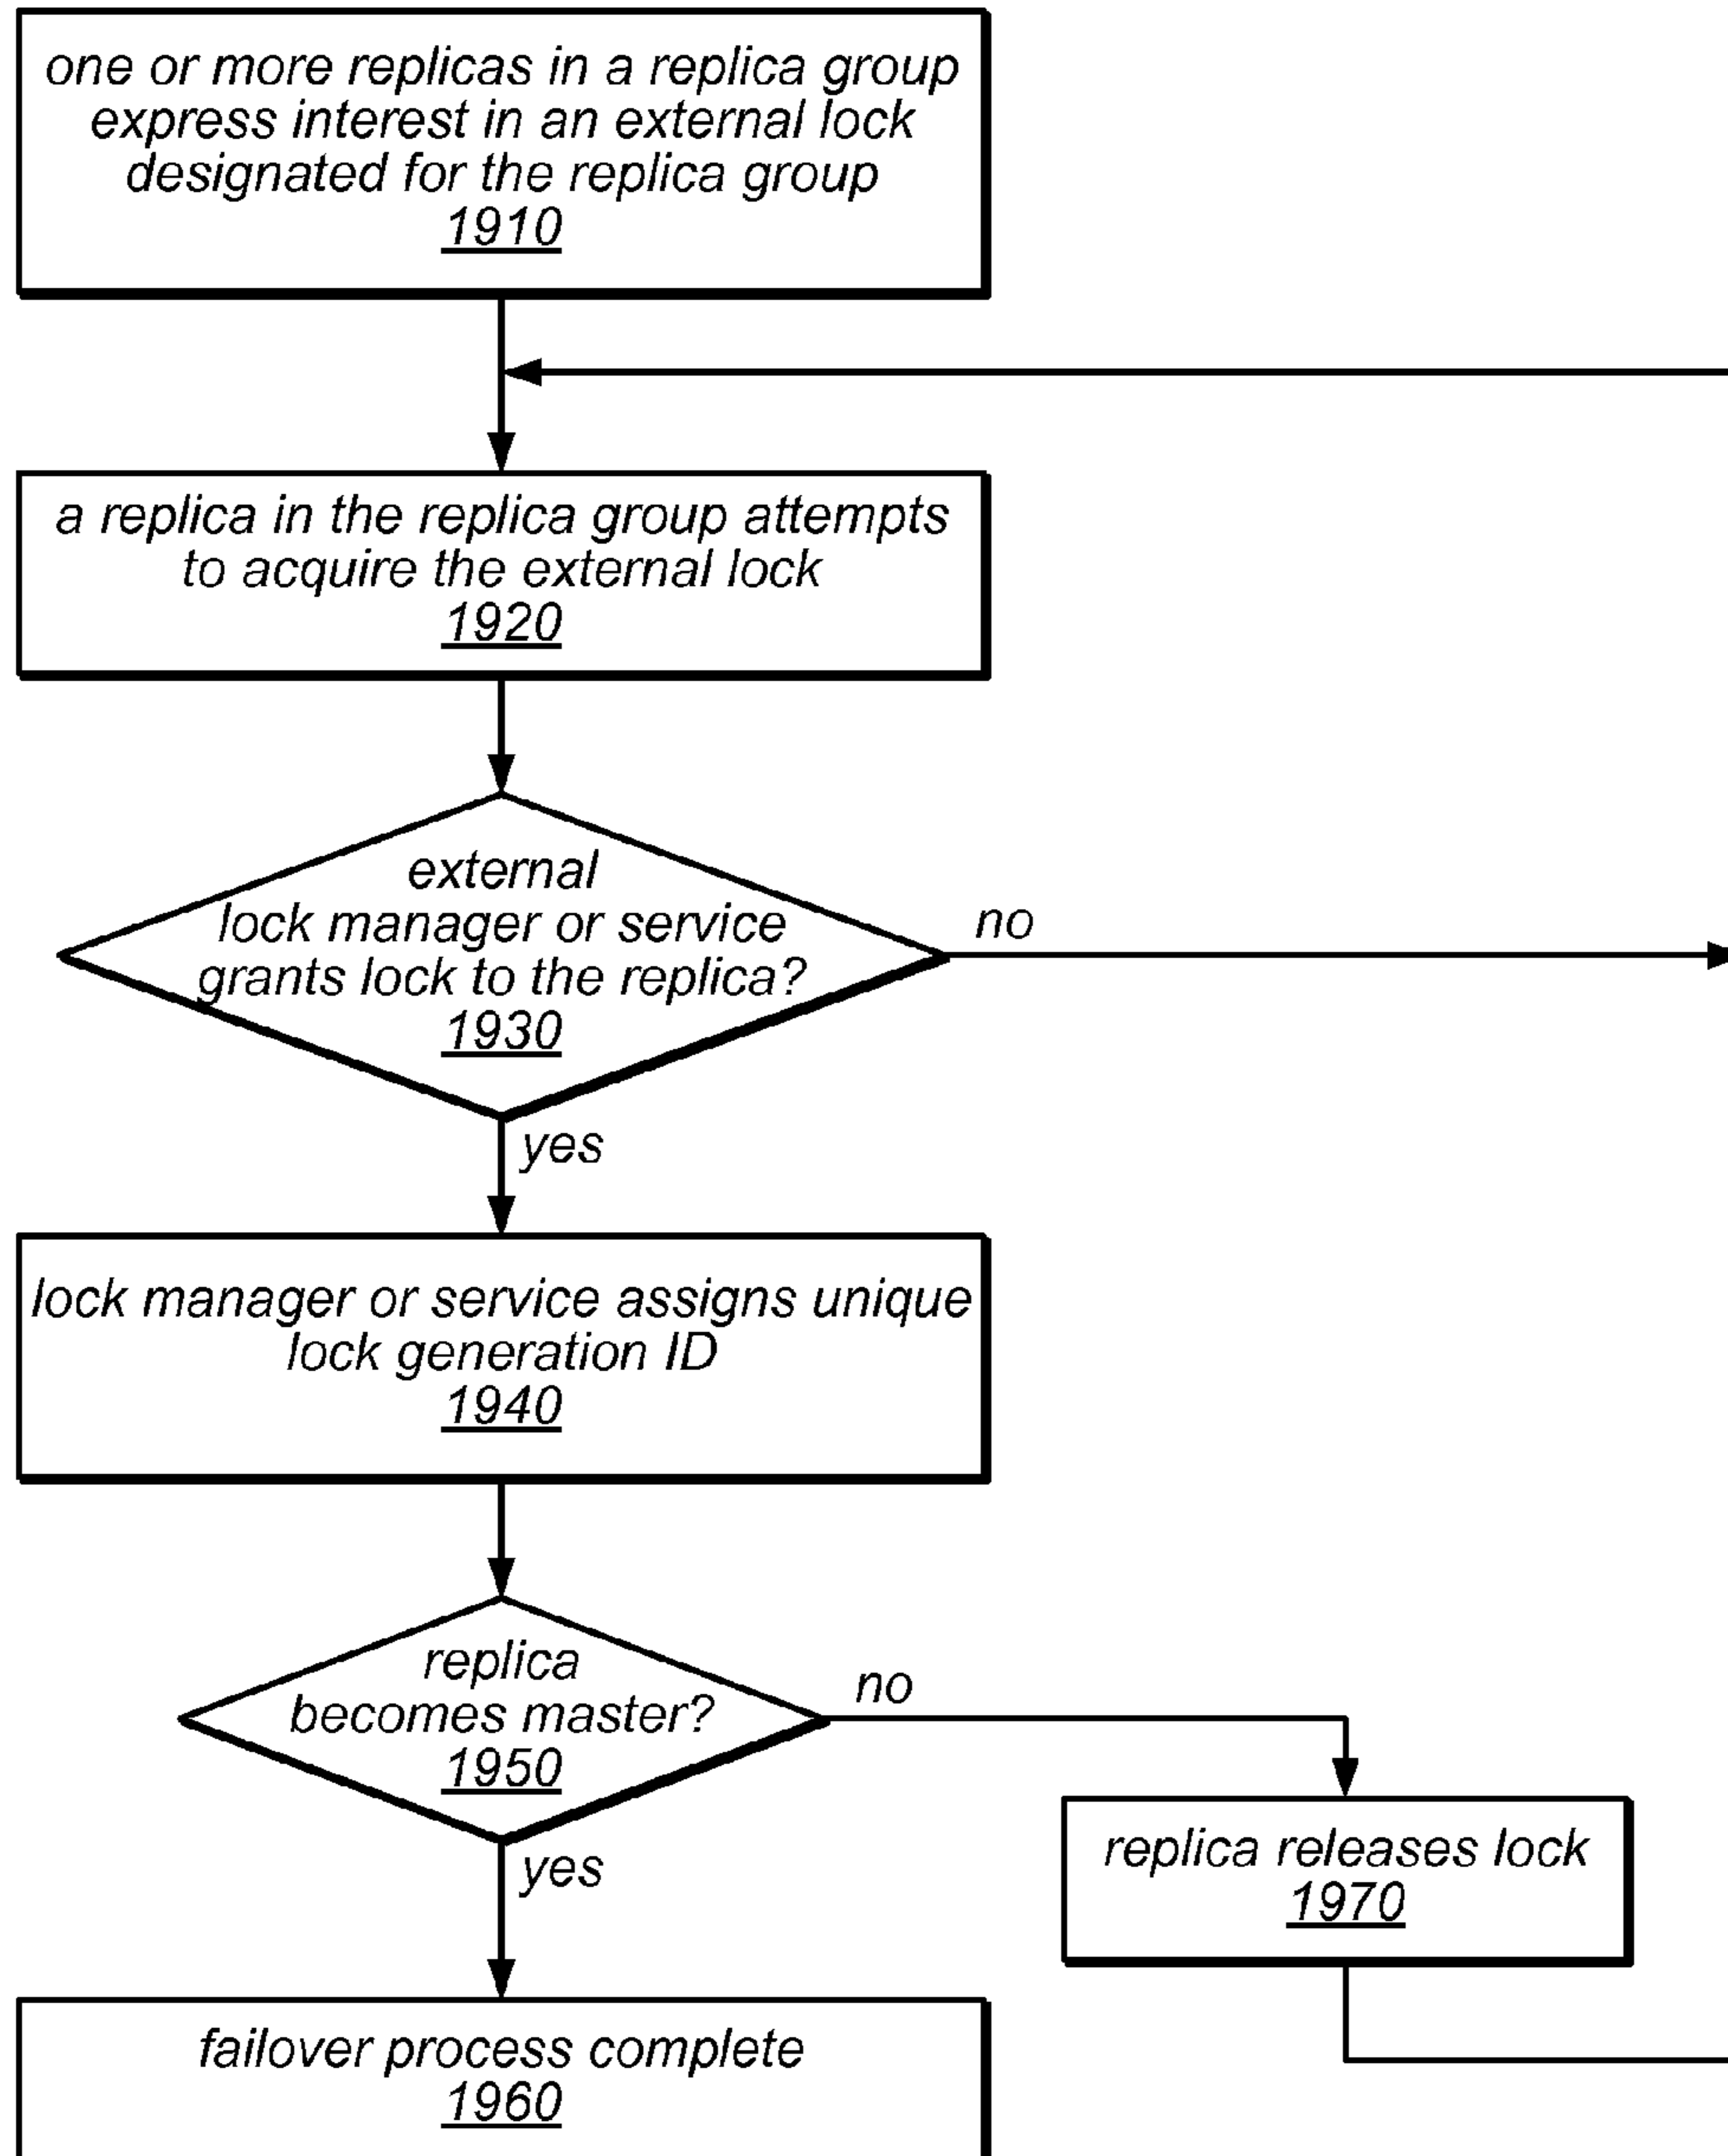 one or more replicas in a replica group
express interest in an external lock
designated for the replica group
1910
a replica in the replica group attempts
to acquire the external lock
1920
external
lock manager or service
grants lock to the replica?
1930
no
yes
lock manager or service assigns unique
lock generation ID
1940
replica
becomes master?
1950
no
yes
replica releases lock
1970
failover process complete
1960